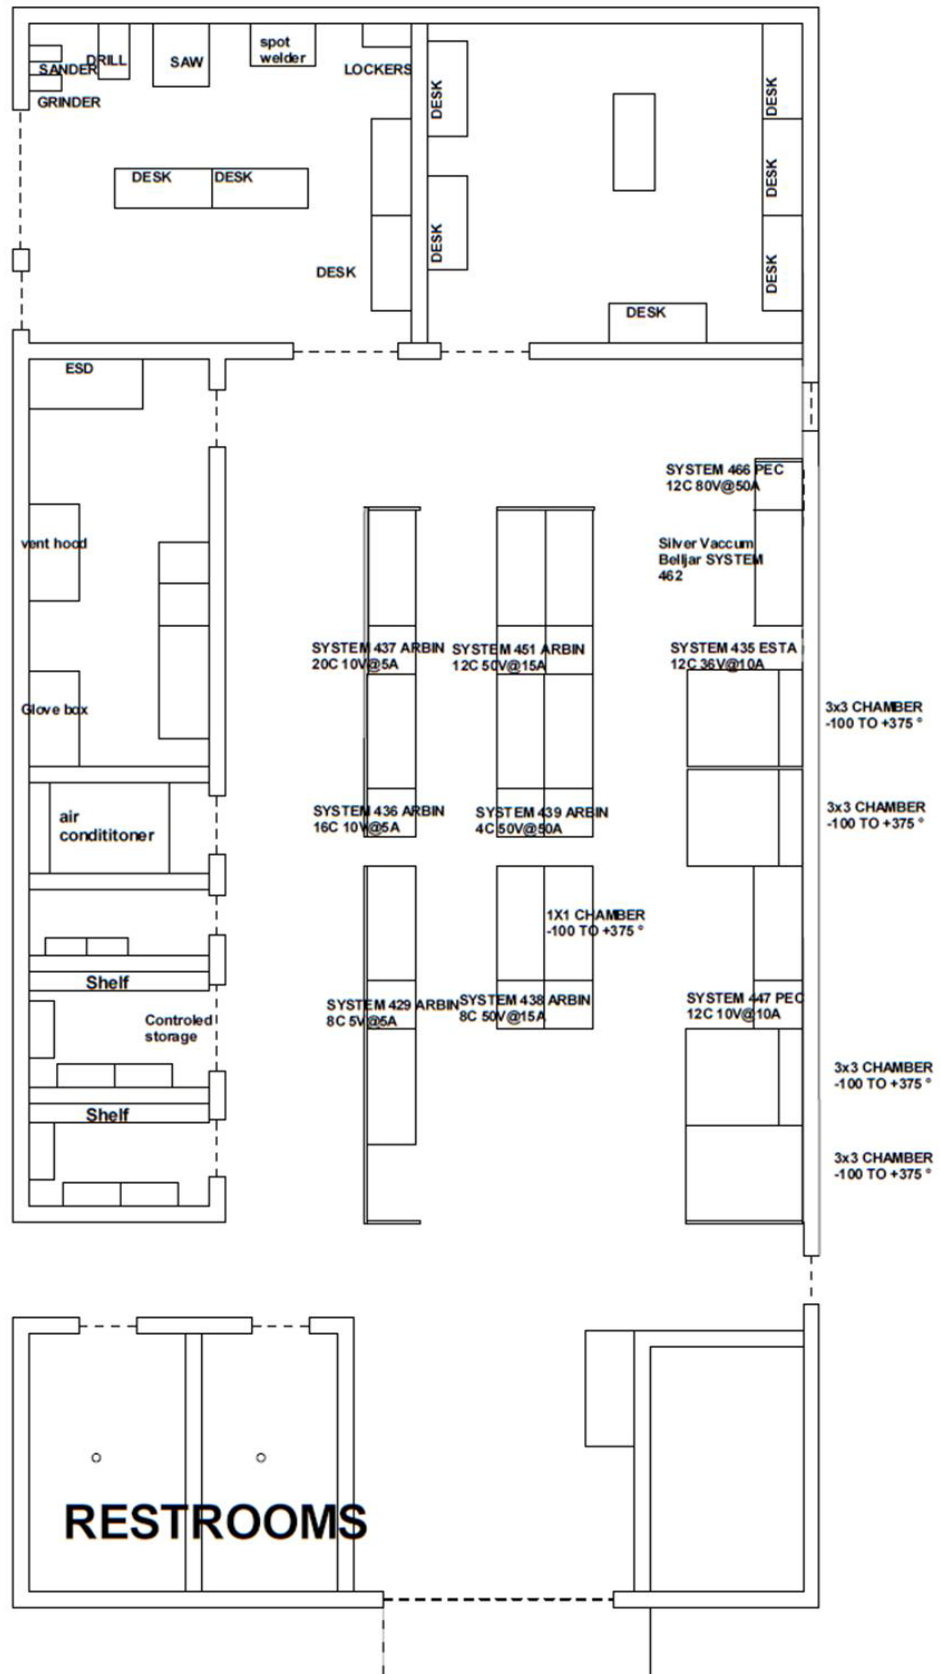 spot
welder
DRILL
SAW
SANDER
LOCKERS
GRINDER
DESK
DESK
DESK
DESK
DESK
DESK
DESK
DESK
DESK
DESK
ESD
SYSTEM 466 PEC
12C 80V@50A
vent hood
Silver Vaccum
Belljar SYSTEM
462
SYSTEM 437 ARBIN
20C 10V@5A
SYSTEM 451 ARBIN
12C 50V@15A
SYSTEM 435 ESTA
12C 36V@10A
Glove box
3x3 CHAMBER
-100 TO +375 °
air
condititoner
SYSTEM 436 ARBIN
16C 10V@5A
SYSTEM 439 ARBIN
4C 50V@50A
3x3 CHAMBER
-100 TO +375 °
1X1 CHAMBER
-100 TO +375 °
Shelf
Controled
storage
SYSTEM 429 ARBIN
8C 5V@5A
SYSTEM 438 ARBIN
8C 50V@15A
SYSTEM 447 PEC
12C 10V@10A
3x3 CHAMBER
-100 TO +375 °
Shelf
3x3 CHAMBER
-100 TO +375 °
RESTROOMS